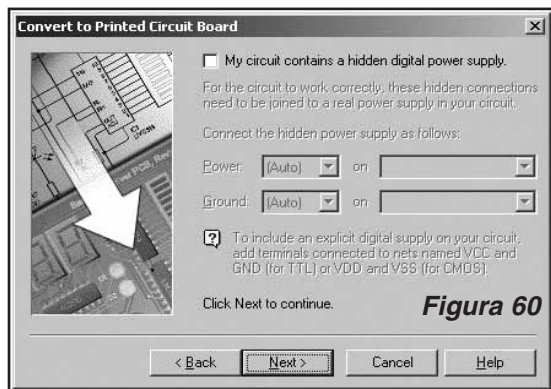 Convert to Printed Circuit Board
My circuit contains a hidden digital power supply.
For the circuit to work correctly, these hidden connections
need to be joined to a real power supply in your circuit.
Connect the hidden power supply as follows:
Power: (Auto) on
Ground: (Auto) on
To include an explicit digital supply on your circuit,
add terminals connected to nets named VCC and
GND (for TTL) or VDD and VSS (for CMOS).
Click Next to continue.
Figura 60
< Back Next > Cancel Help